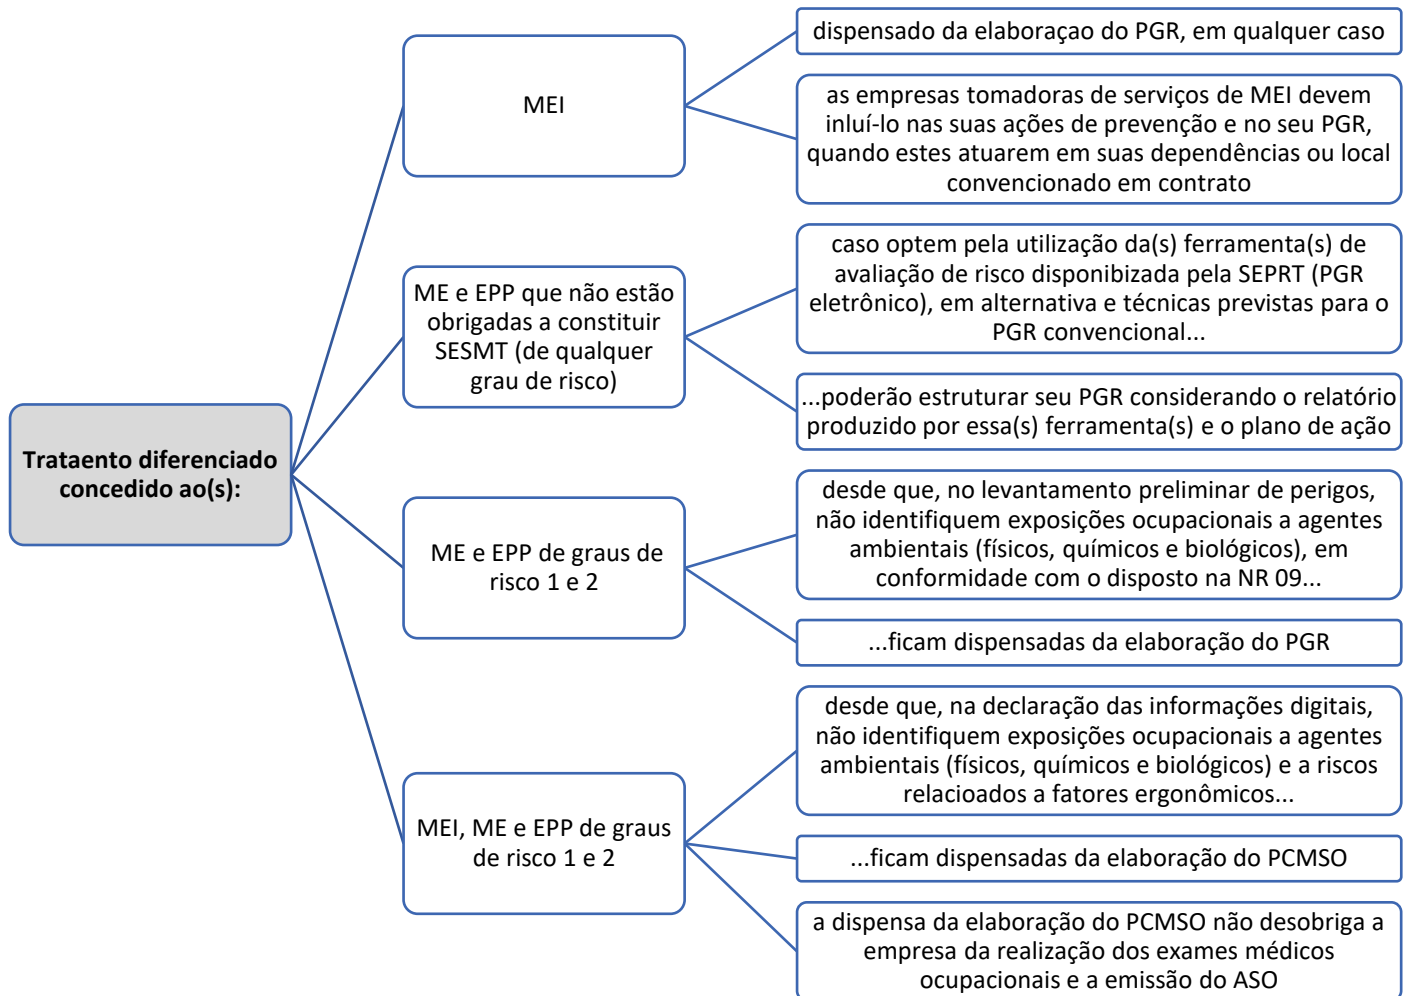 Trataento diferenciado
concedido ao(s):
MEI
dispensado da elaboraçao do PGR, em qualquer caso
as empresas tomadoras de serviços de MEI devem
inluí-lo nas suas ações de prevenção e no seu PGR,
quando estes atuarem em suas dependências ou local
convencionado em contrato
ME e EPP que não estão
obrigadas a constituir
SESMT (de qualquer
grau de risco)
caso optem pela utilização da(s) ferramenta(s) de
avaliação de risco disponibizada pela SEPRT (PGR
eletrônico), em alternativa e técnicas previstas para o
PGR convencional...
...poderão estruturar seu PGR considerando o relatório
produzido por essa(s) ferramenta(s) e o plano de ação
ME e EPP de graus de
risco 1 e 2
desde que, no levantamento preliminar de perigos,
não identifiquem exposições ocupacionais a agentes
ambientais (físicos, químicos e biológicos), em
conformidade com o disposto na NR 09...
...ficam dispensadas da elaboração do PGR
MEI, ME e EPP de graus
de risco 1 e 2
desde que, na declaração das informações digitais,
não identifiquem exposições ocupacionais a agentes
ambientais (físicos, químicos e biológicos) e a riscos
relacioados a fatores ergonômicos...
...ficam dispensadas da elaboração do PCMSO
a dispensa da elaboração do PCMSO não desobriga a
empresa da realização dos exames médicos
ocupacionais e a emissão do ASO